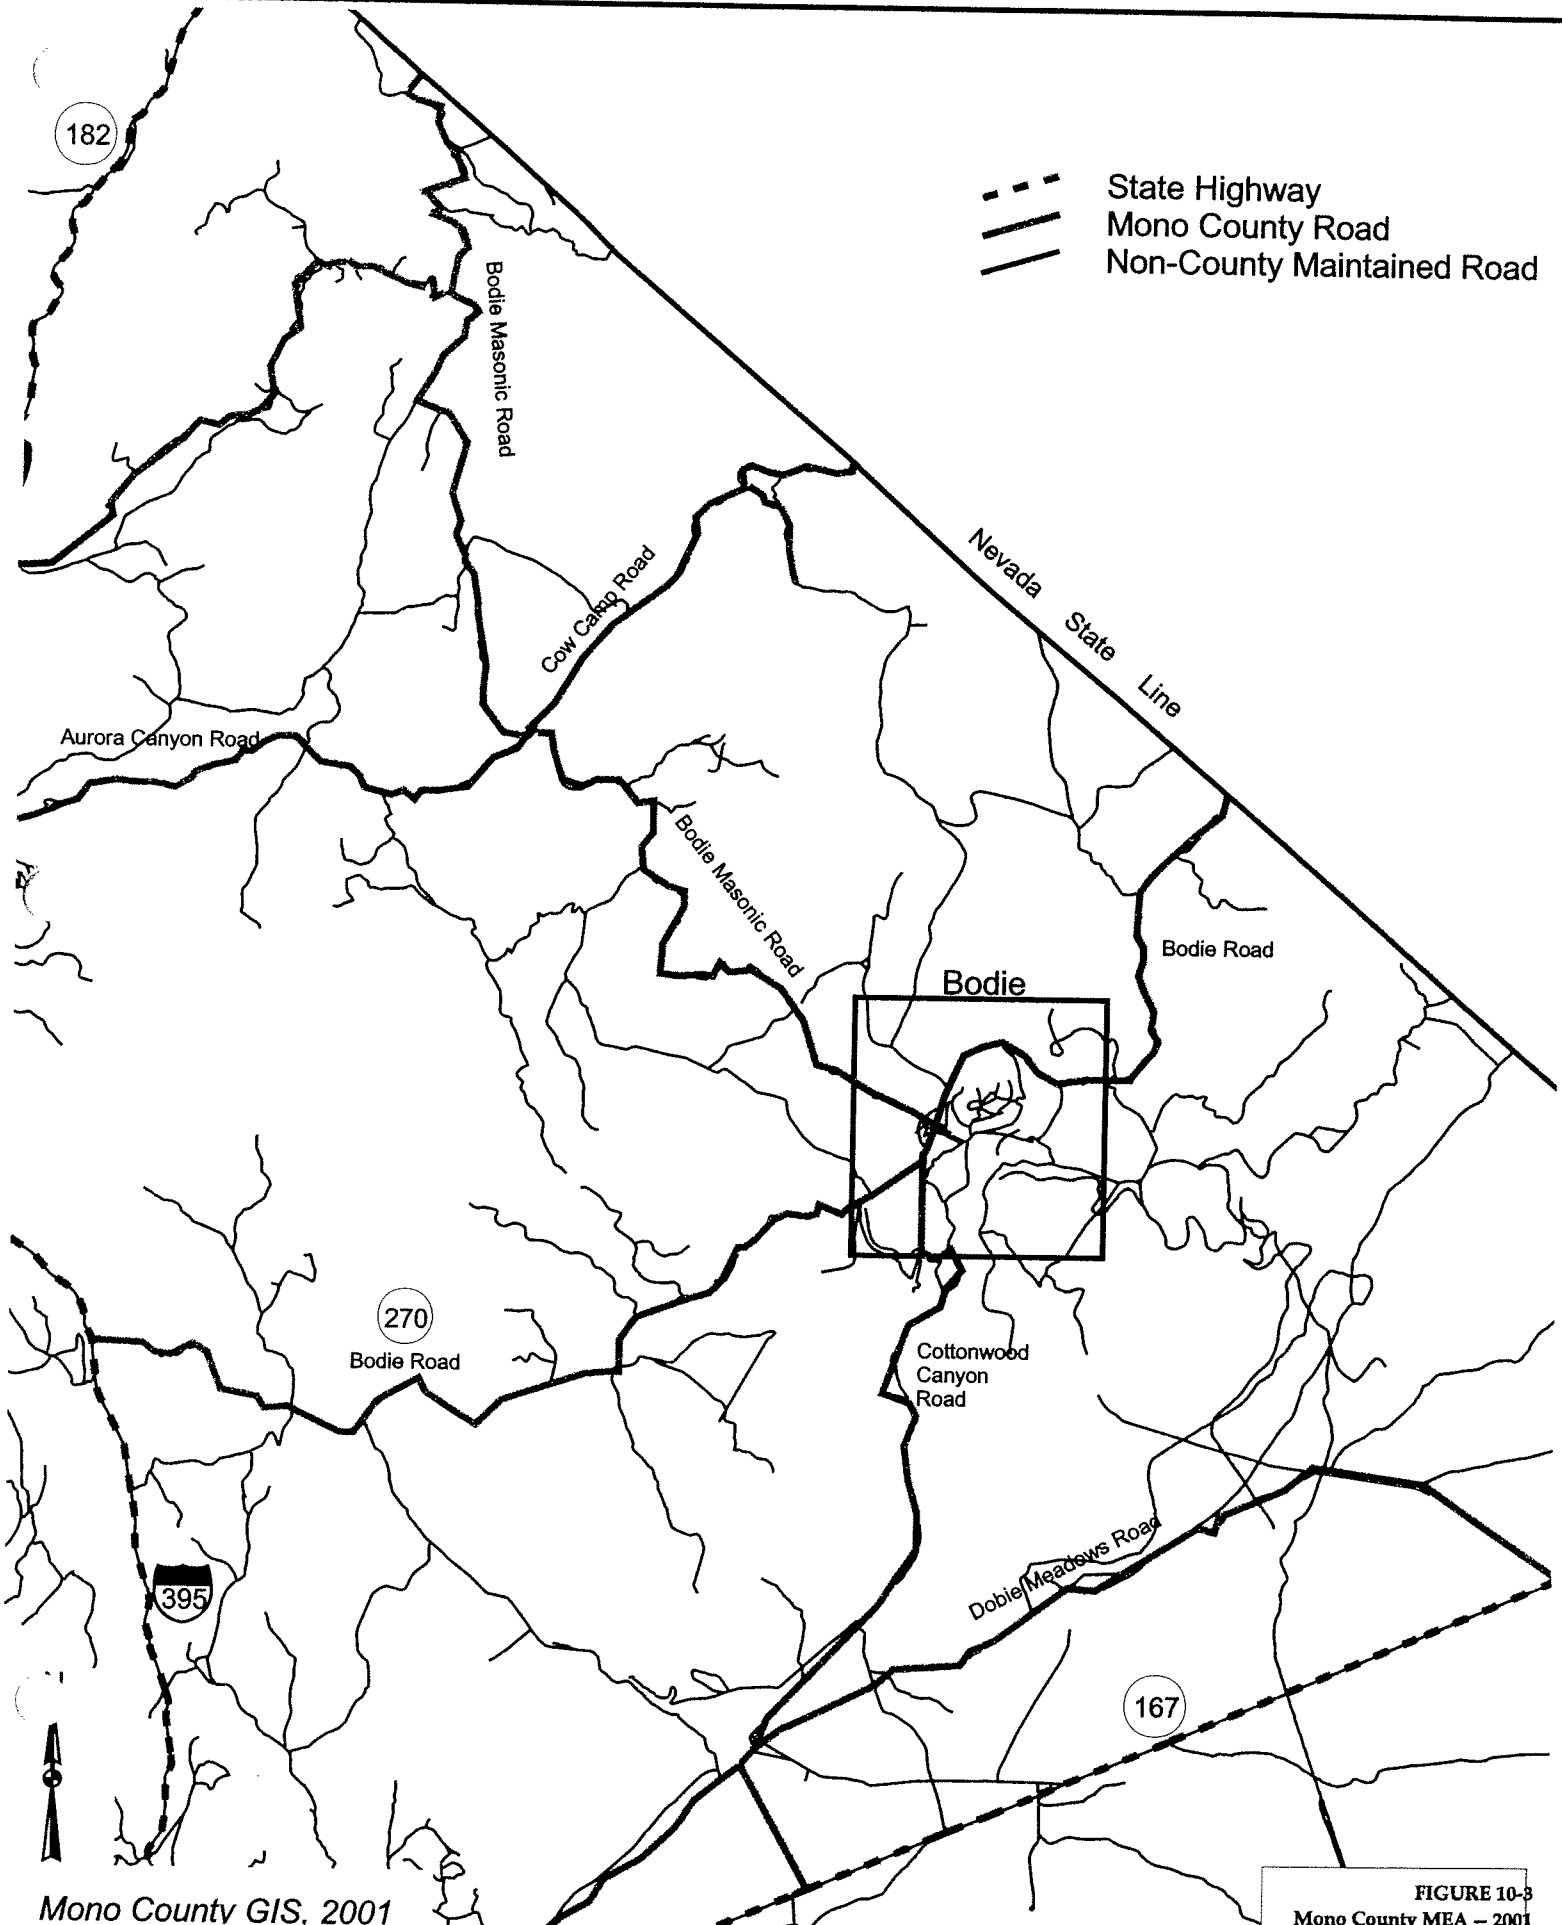 182
State Highway
Mono County Road
Non-County Maintained Road
Bodie Masonic Road
Cow Camp Road
Nevada State Line
Aurora Canyon Road
Bodie Masonic Road
Bodie Road
Bodie
270
Bodie Road
Cottonwood
Canyon
Road
395
Dobie Meadows Road
167
Mono County GIS, 2001
FIGURE 10-3
Mono County MEA – 2001